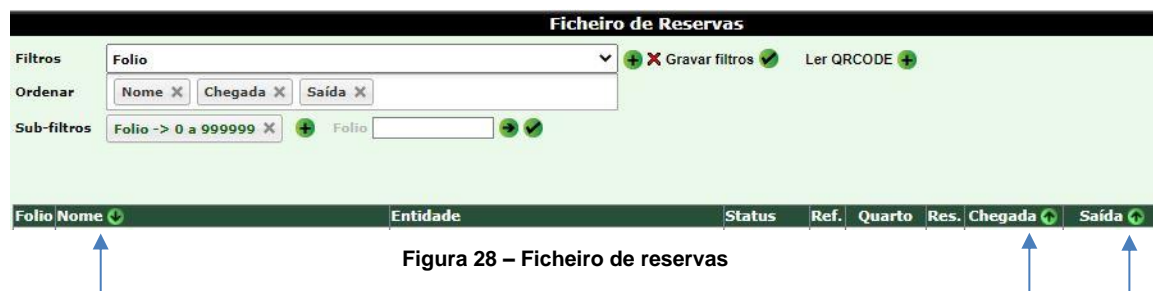 Ficheiro de Reservas
Filtros Folio Gravar filtros Ler QRCODE
Ordenar Nome Chegada Saída
Sub-filtros Folio -> 0 a 999999 Folio
Folio Nome Entidade Status Ref. Quarto Res. Chegada Saída
Figura 28 – Ficheiro de reservas